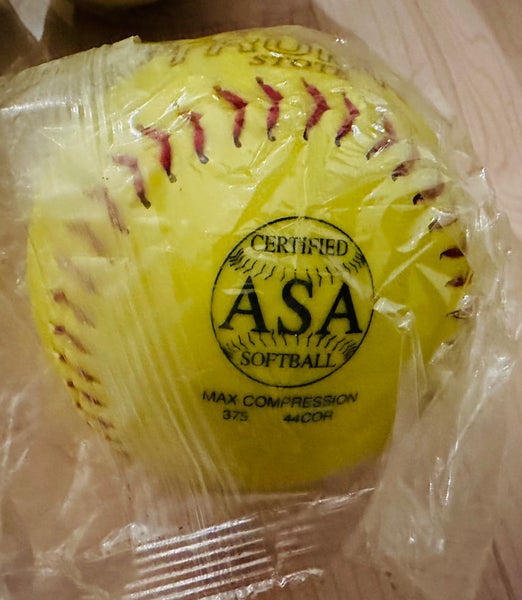 CERTIFIED
ASA
SOFTBALL
MAX COMPRESSION
375 44COR